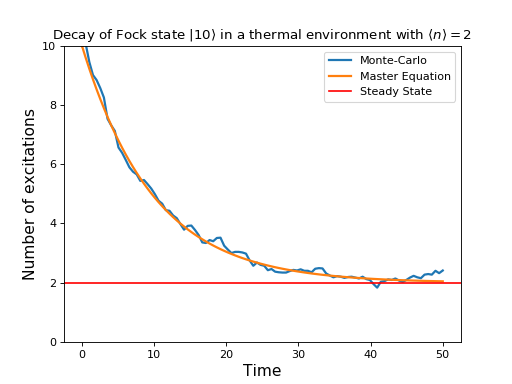 Decay of Fock state |10⟩ in a thermal environment with ⟨n⟩ = 2
Monte-Carlo
Master Equation
Steady State
Number of excitations
10
8
6
4
2
0
0 10 20 30 40 50
Time